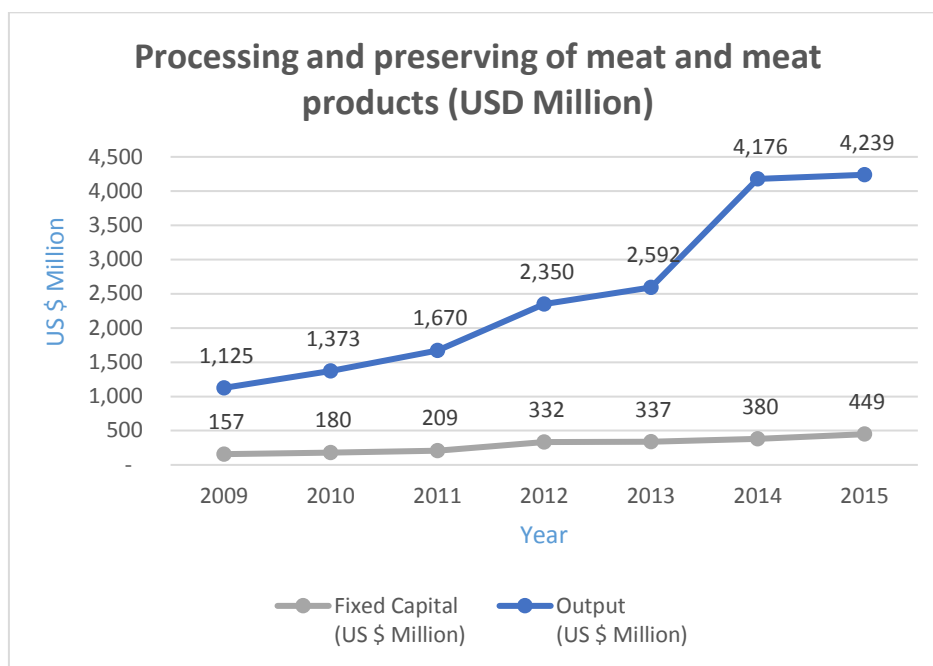 Processing and preserving of meat and meat
products (USD Million)
4,500
4,000
3,500
3,000
2,500
2,000
1,500
1,000
500
-
US $ Million
1,125
1,373
1,670
2,350
2,592
4,176
4,239
157
180
209
332
337
380
449
2009 2010 2011 2012 2013 2014 2015
Year
Fixed Capital
(US $ Million)
Output
(US $ Million)